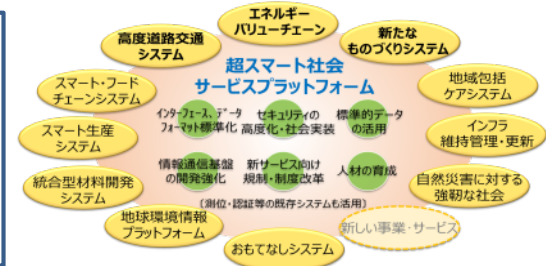 エネルギー
バリューチェーン
高度道路交通
システム
新たな
ものづくりシステム
超スマート社会
サービスプラットフォーム
スマート・フード
チェーンシステム
地域包括
ケアシステム
インターフェース、データ
フォーマット標準化
セキュリティの
高度化・社会実装
標準的データ
の活用
スマート生産
システム
インフラ
維持管理・更新
情報通信基盤
の開発強化
新サービス向け
規制・制度改革
人材の育成
統合型材料開発
システム
自然災害に対する
強靭な社会
〔測位・認証等の既存システムも活用〕
地球環境情報
プラットフォーム
おもてなしシステム
新しい事業・サービス